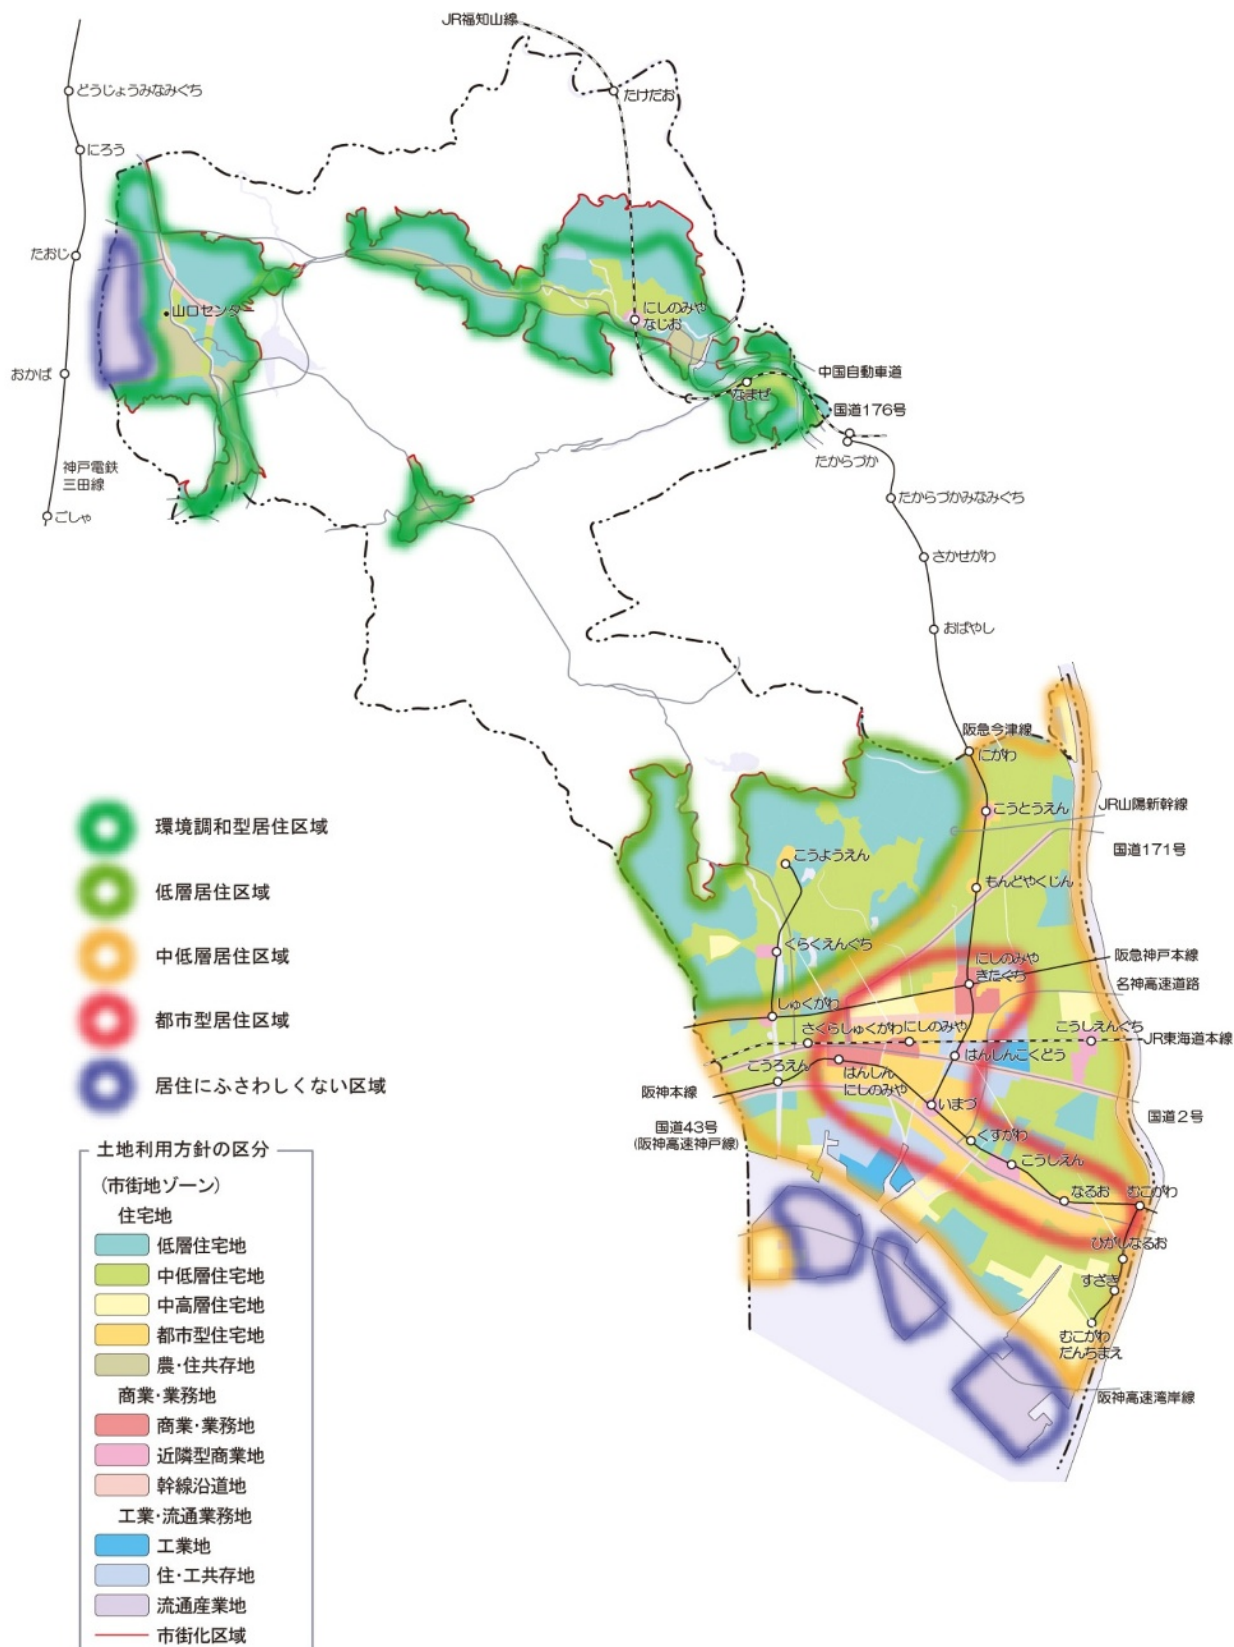 JR福知山線
どうじょうみなみぐち
たけだお
にろう
たおじ
山口センター
にしのみや
なじお
おかば
中国自動車道
なまぜ
国道176号
たからづか
神戸電鉄
三田線
たからづかみなみぐち
ごしゃ
さかせがわ
おばやし
阪急今津線
にがわ
こうとうえん
JR山陽新幹線
国道171号
こうようえん
もんどやくじん
くらくえんぐち
にしのみや
きたぐち
阪急神戸本線
名神高速道路
しゅくがわ
さくらしゅくがわ
にしのみや
こうしえんぐち
JR東海道本線
はんしんこくどう
こうろえん
はんしん
にしのみや
阪神本線
いまづ
国道2号
国道43号
(阪神高速神戸線)
くすがわ
こうしえん
なるお
むこがわ
ひがしなるお
すざき
むこがわ
だんちまえ
阪神高速湾岸線
環境調和型居住区域
低層居住区域
中低層居住区域
都市型居住区域
居住にふさわしくない区域
土地利用方針の区分
(市街地ゾーン)
住宅地
低層住宅地
中低層住宅地
中高層住宅地
都市型住宅地
農・住共存地
商業・業務地
商業・業務地
近隣型商業地
幹線沿道地
工業・流通業務地
工業地
住・工共存地
流通産業地
市街化区域